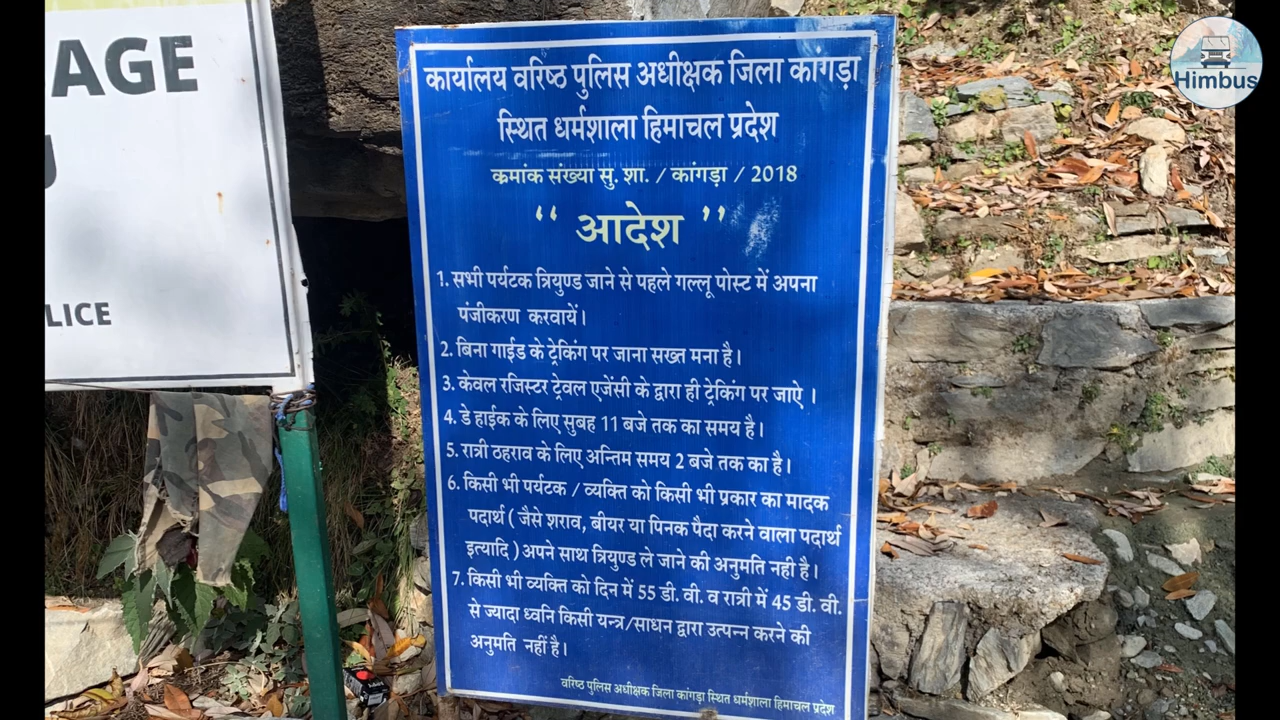 AGE
LICE
कार्यालय वरिष्ठ पुलिस अधीक्षक जिला कांगड़ा
स्थित धर्मशाला हिमाचल प्रदेश
क्रमांक संख्या सु. शा. / कांगड़ा / 2018
“ आदेश ”
1. सभी पर्यटक त्रियुण्ड जाने से पहले गल्लू पोस्ट में अपना
पंजीकरण करवायें।
2. बिना गाईड के ट्रेकिंग पर जाना सख्त मना है।
3. केवल रजिस्टर ट्रेवल एजेंसी के द्वारा ही ट्रेकिंग पर जाऐ ।
4. डे हाईक के लिए सुबह 11 बजे तक का समय है।
5. रात्री ठहराव के लिए अन्तिम समय 2 बजे तक का है।
6. किसी भी पर्यटक / व्यक्ति को किसी भी प्रकार का मादक
पदार्थ ( जैसे शराव, बीयर या पिनक पैदा करने वाला पदार्थ
इत्यादि ) अपने साथ त्रियुण्ड ले जाने की अनुमति नही है।
7. किसी भी व्यक्ति को दिन में 55 डी. वी. व रात्री में 45 डी. वी.
से ज्यादा ध्वनि किसी यन्त्र/साधन द्वारा उत्पन्न करने की
अनुमति नहीं है।
वरिष्ठ पुलिस अधीक्षक जिला कांगड़ा स्थित धर्मशाला हिमाचल प्रदेश
Himbus